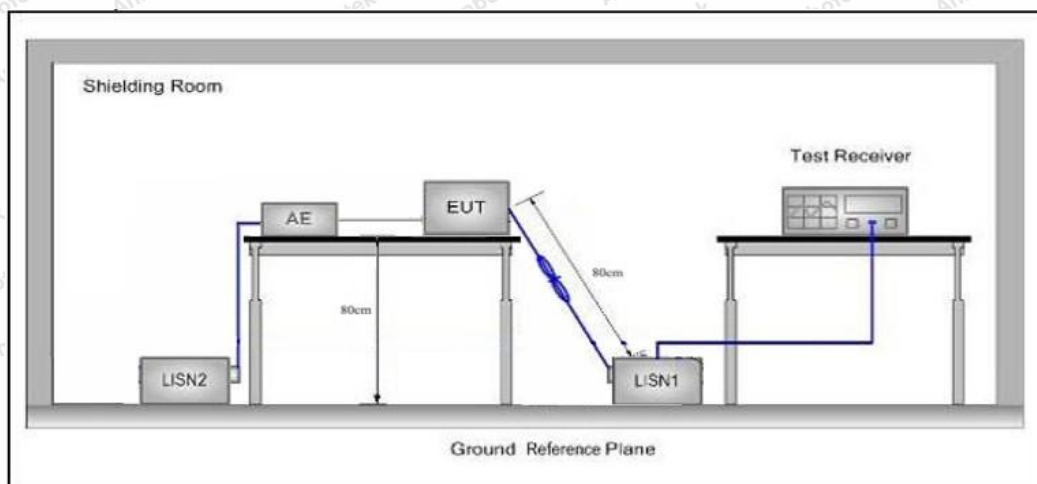 Shielding Room
Test Receiver
AE
EUT
80cm
80cm
LISN2
LISN1
Ground Reference Plane